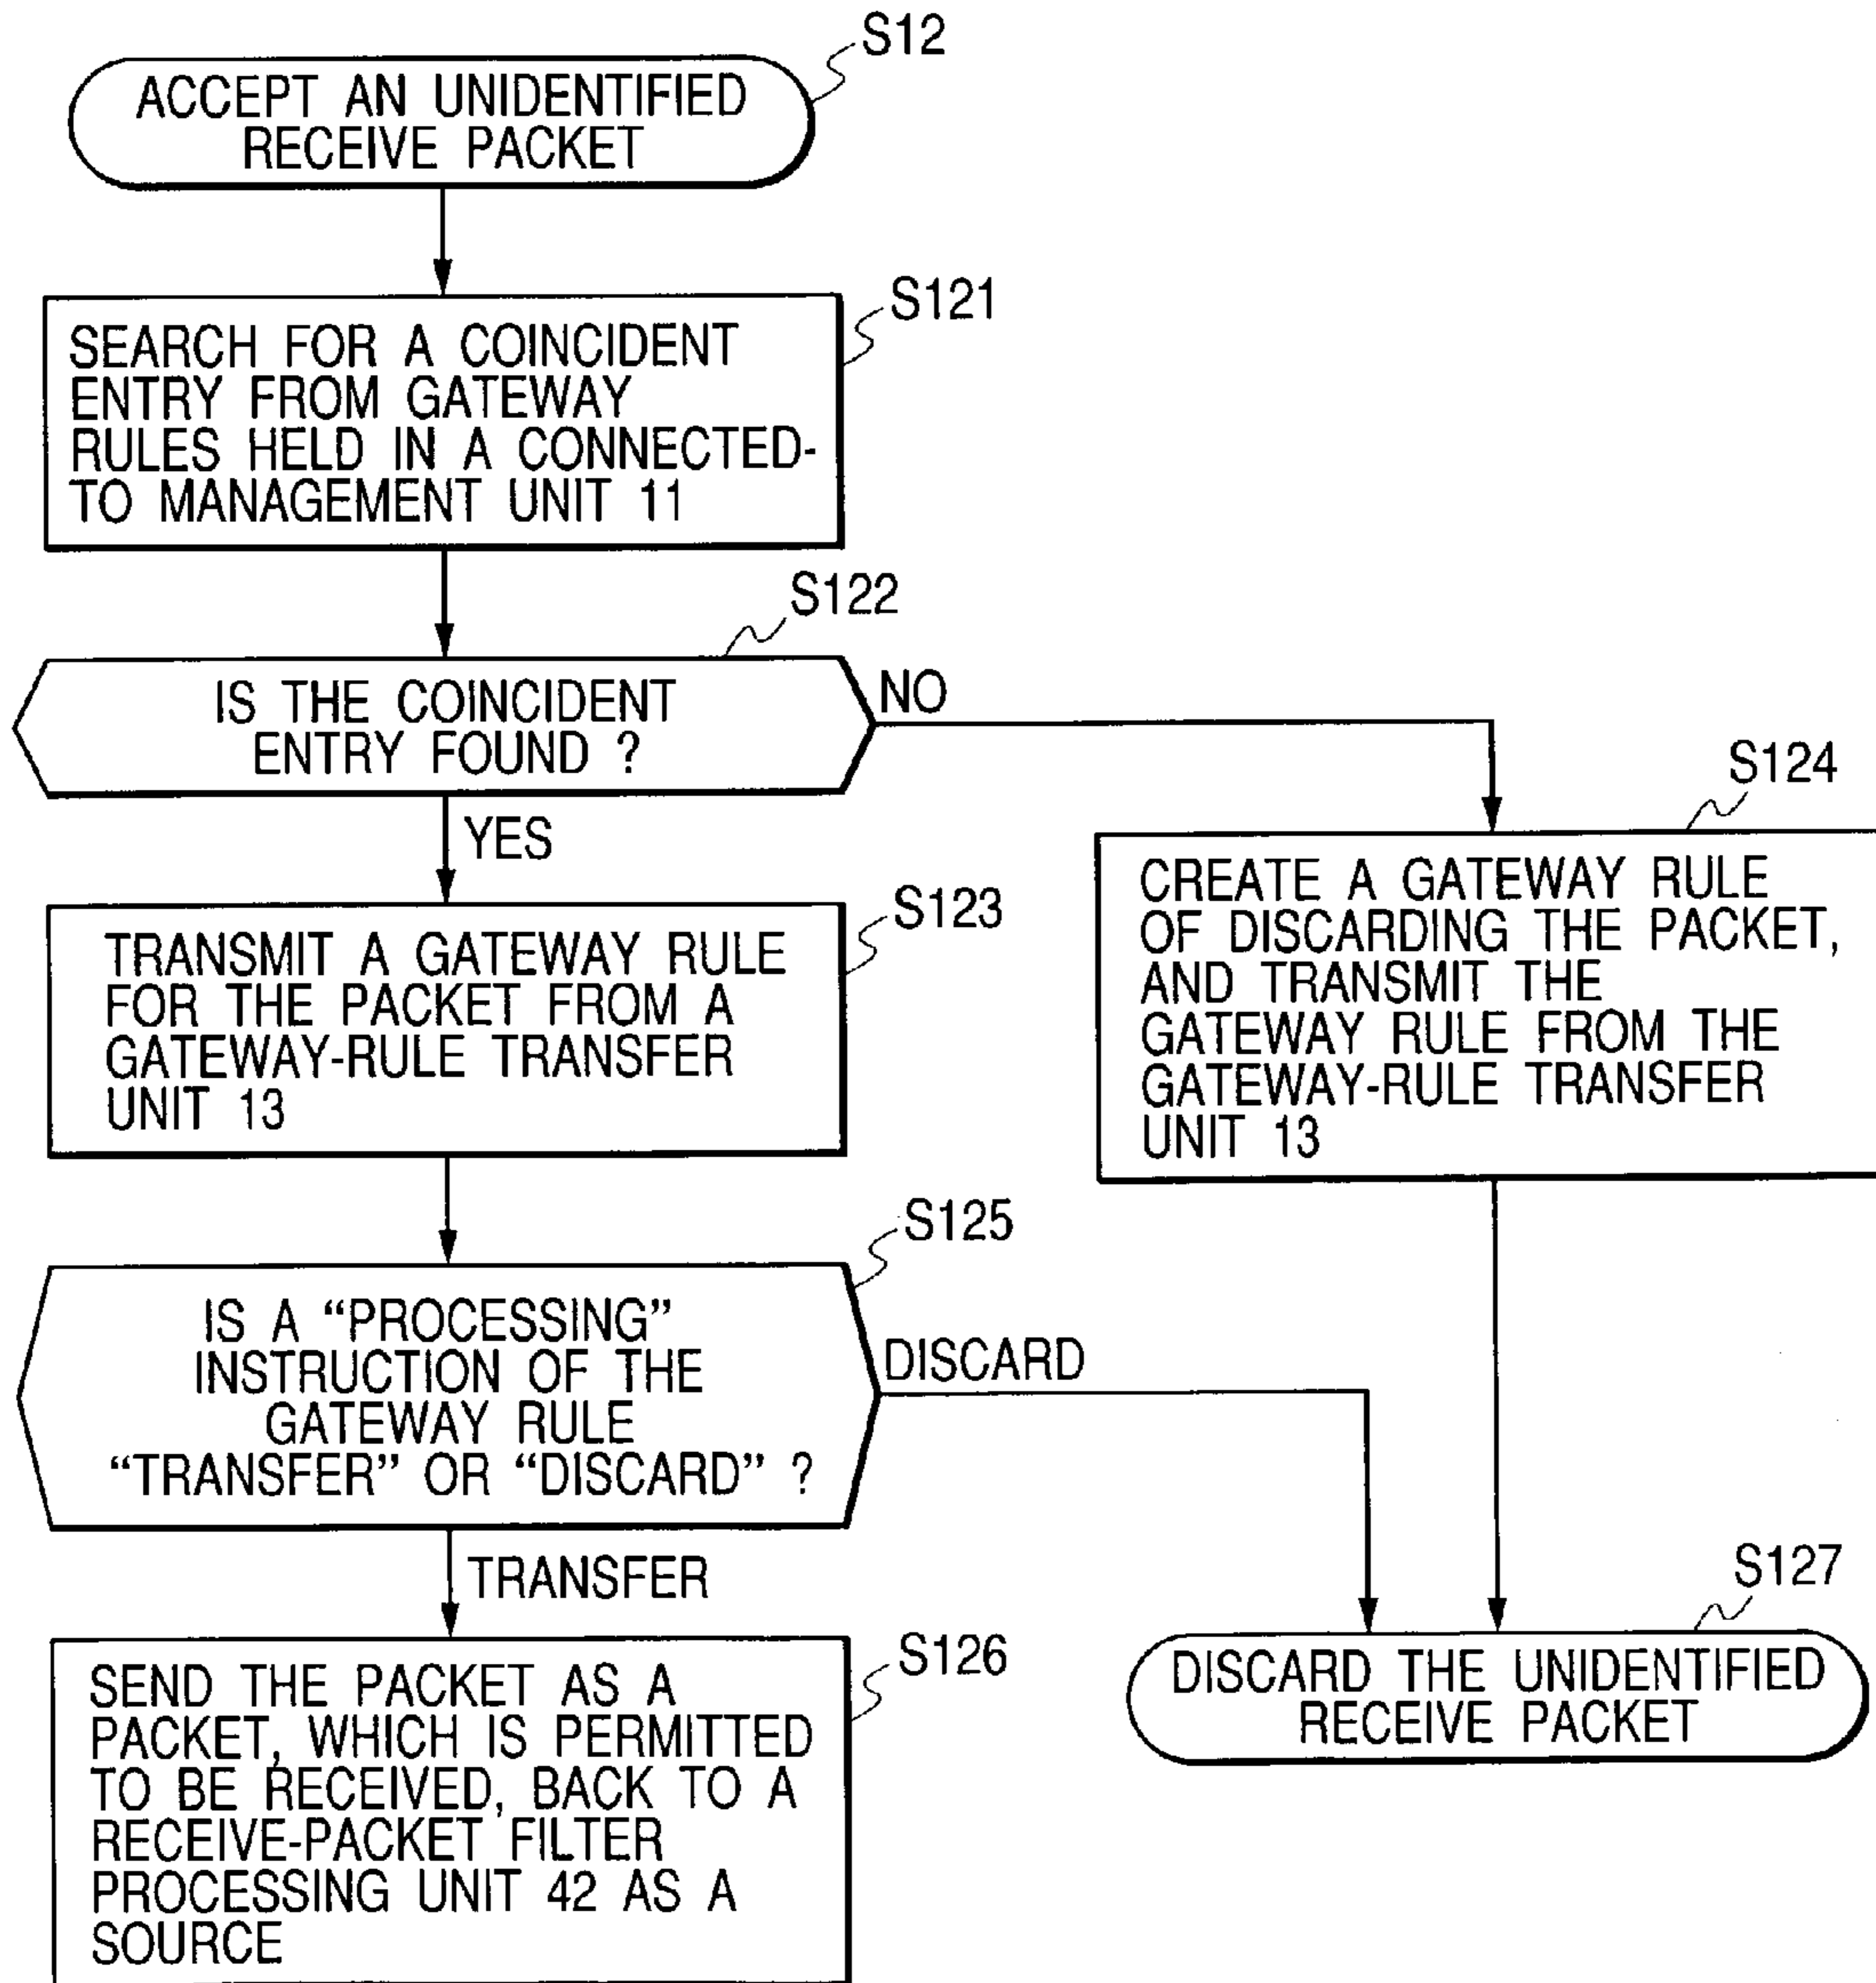 S12
ACCEPT AN UNIDENTIFIED
RECEIVE PACKET
S121
SEARCH FOR A COINCIDENT
ENTRY FROM GATEWAY
RULES HELD IN A CONNECTED-
TO MANAGEMENT UNIT 11
S122
IS THE COINCIDENT
ENTRY FOUND ?
NO
YES
S123
TRANSMIT A GATEWAY RULE
FOR THE PACKET FROM A
GATEWAY-RULE TRANSFER
UNIT 13
S124
CREATE A GATEWAY RULE
OF DISCARDING THE PACKET,
AND TRANSMIT THE
GATEWAY RULE FROM THE
GATEWAY-RULE TRANSFER
UNIT 13
S125
IS A “PROCESSING”
INSTRUCTION OF THE
GATEWAY RULE
“TRANSFER” OR “DISCARD” ?
DISCARD
TRANSFER
S126
SEND THE PACKET AS A
PACKET, WHICH IS PERMITTED
TO BE RECEIVED, BACK TO A
RECEIVE-PACKET FILTER
PROCESSING UNIT 42 AS A
SOURCE
S127
DISCARD THE UNIDENTIFIED
RECEIVE PACKET